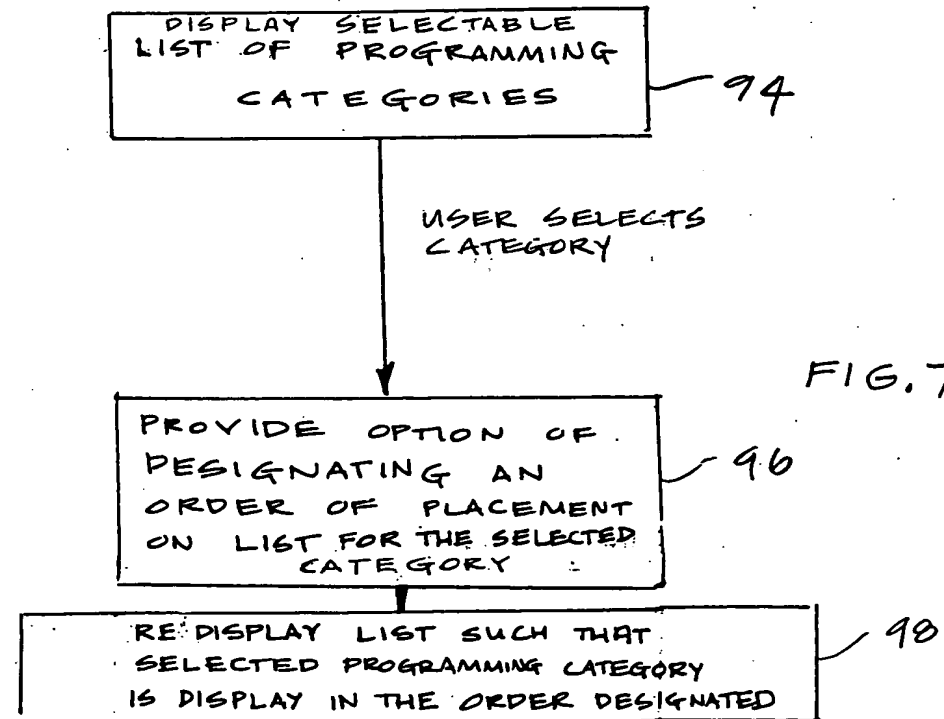 DISPLAY SELECTABLE
LIST OF PROGRAMMING
CATEGORIES
94
USER SELECTS
CATEGORY
FIG. 7
PROVIDE OPTION OF
DESIGNATING AN
ORDER OF PLACEMENT
ON LIST FOR THE SELECTED
CATEGORY
96
RE DISPLAY LIST SUCH THAT
SELECTED PROGRAMMING CATEGORY
IS DISPLAY IN THE ORDER DESIGNATED
98